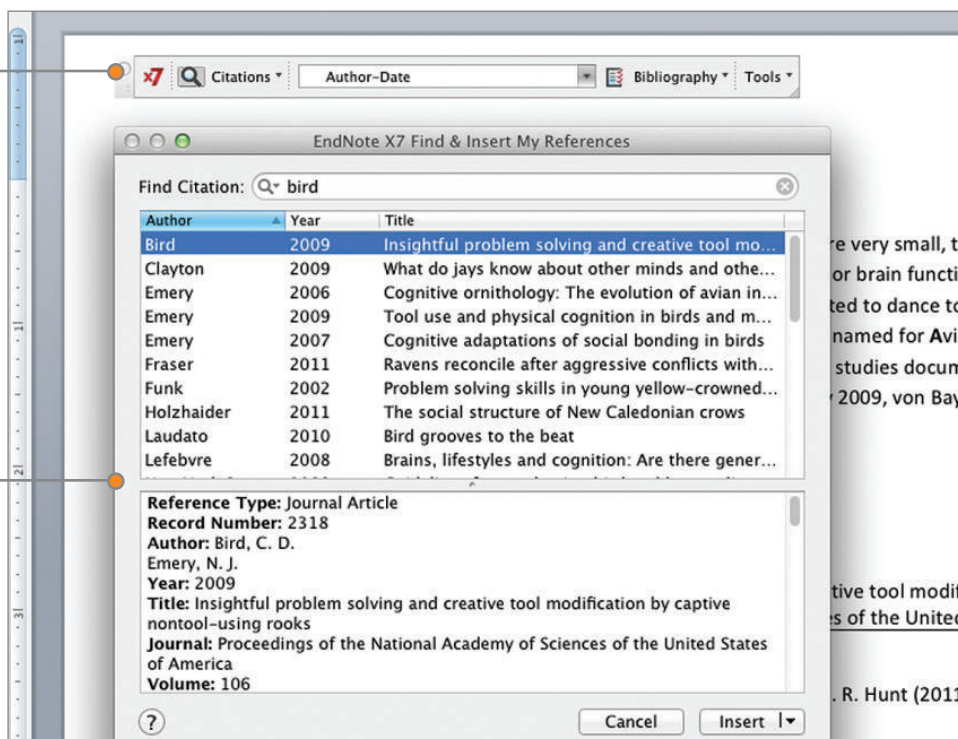 x7 Citations Author-Date Bibliography Tools
EndNote X7 Find & Insert My References
Find Citation: bird
Author Year Title
Bird 2009 Insightful problem solving and creative tool mo...
Clayton 2009 What do jays know about other minds and othe...
Emery 2006 Cognitive ornithology: The evolution of avian in...
Emery 2009 Tool use and physical cognition in birds and m...
Emery 2007 Cognitive adaptations of social bonding in birds
Fraser 2011 Ravens reconcile after aggressive conflicts with...
Funk 2002 Problem solving skills in young yellow-crowned...
Holzhaider 2011 The social structure of New Caledonian crows
Laudato 2010 Bird grooves to the beat
Lefebvre 2008 Brains, lifestyles and cognition: Are there gener...
Reference Type: Journal Article
Record Number: 2318
Author: Bird, C. D.
Emery, N. J.
Year: 2009
Title: Insightful problem solving and creative tool modification by captive
nontool-using rooks
Journal: Proceedings of the National Academy of Sciences of the United States
of America
Volume: 106
? Cancel Insert
re very small, t
or brain functi
ted to dance to
named for Avi
studies docum
2009, von Bay
tive tool modif
s of the United
. R. Hunt (2011
1
1
2
3